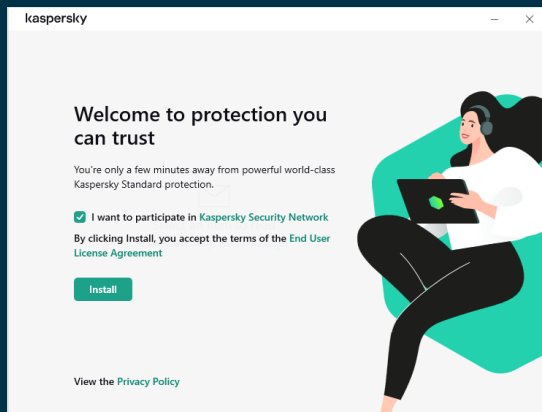 kaspersky
Welcome to protection you
can trust
You're only a few minutes away from powerful world-class
Kaspersky Standard protection.
I want to participate in Kaspersky Security Network
By clicking Install, you accept the terms of the End User
License Agreement
Install
View the Privacy Policy